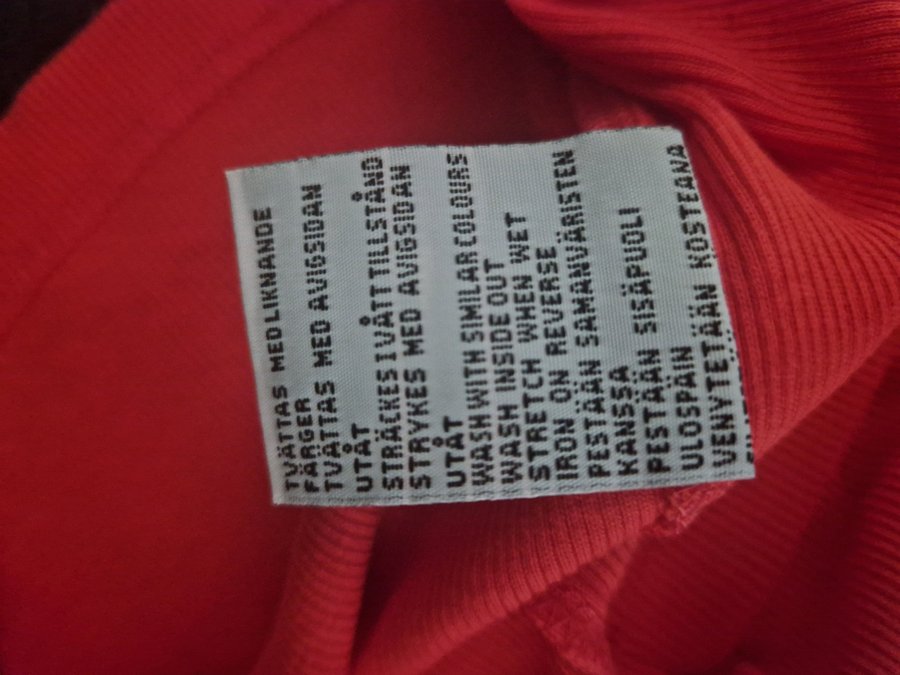 TVÄTTAS MED LIKNANDE
FÄRGER
TVÄTTAS MED AVIGSIDAN
UTÅT
STRÄCKES I VÅTT TILLSTÅND
STRYKES MED AVIGSIDAN
UTÅT
WASH WITH SIMILAR COLOURS
WASH INSIDE OUT
STRETCH WHEN WET
IRON ON REVERSE
PESTÄÄN SAMANVÄRISTEN
KANSSA
PESTÄÄN SISÄPUOLI
ULOSPÄIN
VENYTETÄÄN KOSTEANA